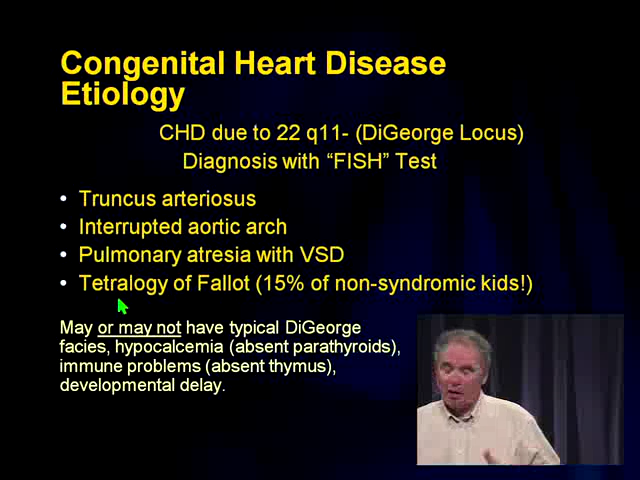 Congenital Heart Disease
Etiology
CHD due to 22 q11- (DiGeorge Locus)
Diagnosis with “FISH” Test
• Truncus arteriosus
• Interrupted aortic arch
• Pulmonary atresia with VSD
• Tetralogy of Fallot (15% of non-syndromic kids!)
May or may not have typical DiGeorge
facies, hypocalcemia (absent parathyroids),
immune problems (absent thymus),
developmental delay.